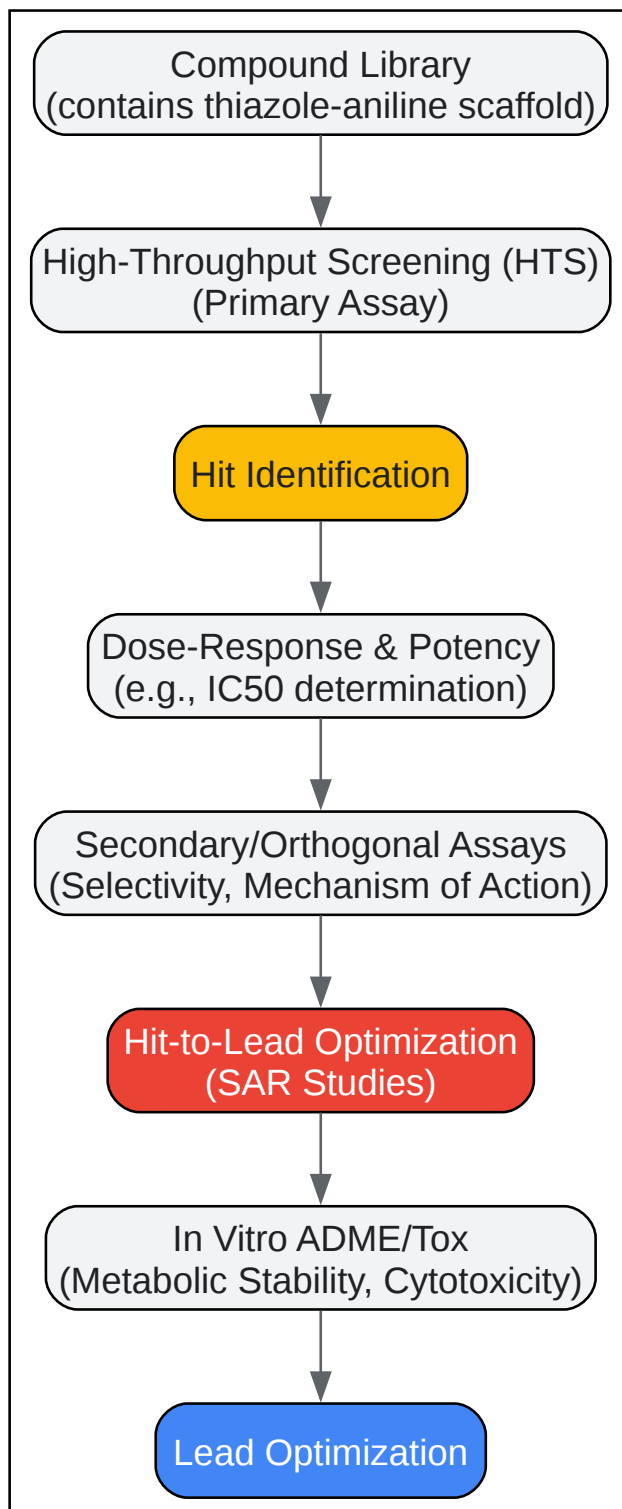 Compound Library
(contains thiazole-aniline scaffold)
High-Throughput Screening (HTS)
(Primary Assay)
Hit Identification
Dose-Response & Potency
(e.g., IC50 determination)
Secondary/Orthogonal Assays
(Selectivity, Mechanism of Action)
Hit-to-Lead Optimization
(SAR Studies)
In Vitro ADME/Tox
(Metabolic Stability, Cytotoxicity)
Lead Optimization